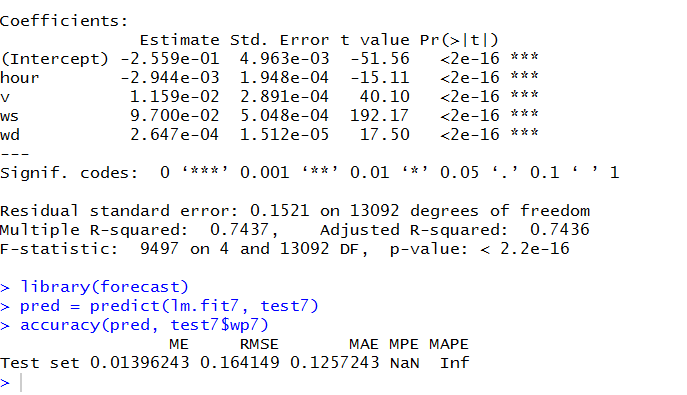 Coefficients:
              Estimate Std. Error t value Pr(>|t|)
(Intercept) -2.559e-01  4.963e-03  -51.56   <2e-16 ***
hour        -2.944e-03  1.948e-04  -15.11   <2e-16 ***
v            1.159e-02  2.891e-04   40.10   <2e-16 ***
ws           9.700e-02  5.048e-04  192.17   <2e-16 ***
wd           2.647e-04  1.512e-05   17.50   <2e-16 ***
---
Signif. codes:  0 ‘***’ 0.001 ‘**’ 0.01 ‘*’ 0.05 ‘.’ 0.1 ‘ ’ 1
Residual standard error: 0.1521 on 13092 degrees of freedom
Multiple R-squared:  0.7437,    Adjusted R-squared:  0.7436
F-statistic:  9497 on 4 and 13092 DF,  p-value: < 2.2e-16
> library(forecast)
> pred = predict(lm.fit7, test7)
> accuracy(pred, test7$wp7)
                 ME     RMSE       MAE MPE MAPE
Test set 0.01396243 0.164149 0.1257243 NaN  Inf
>